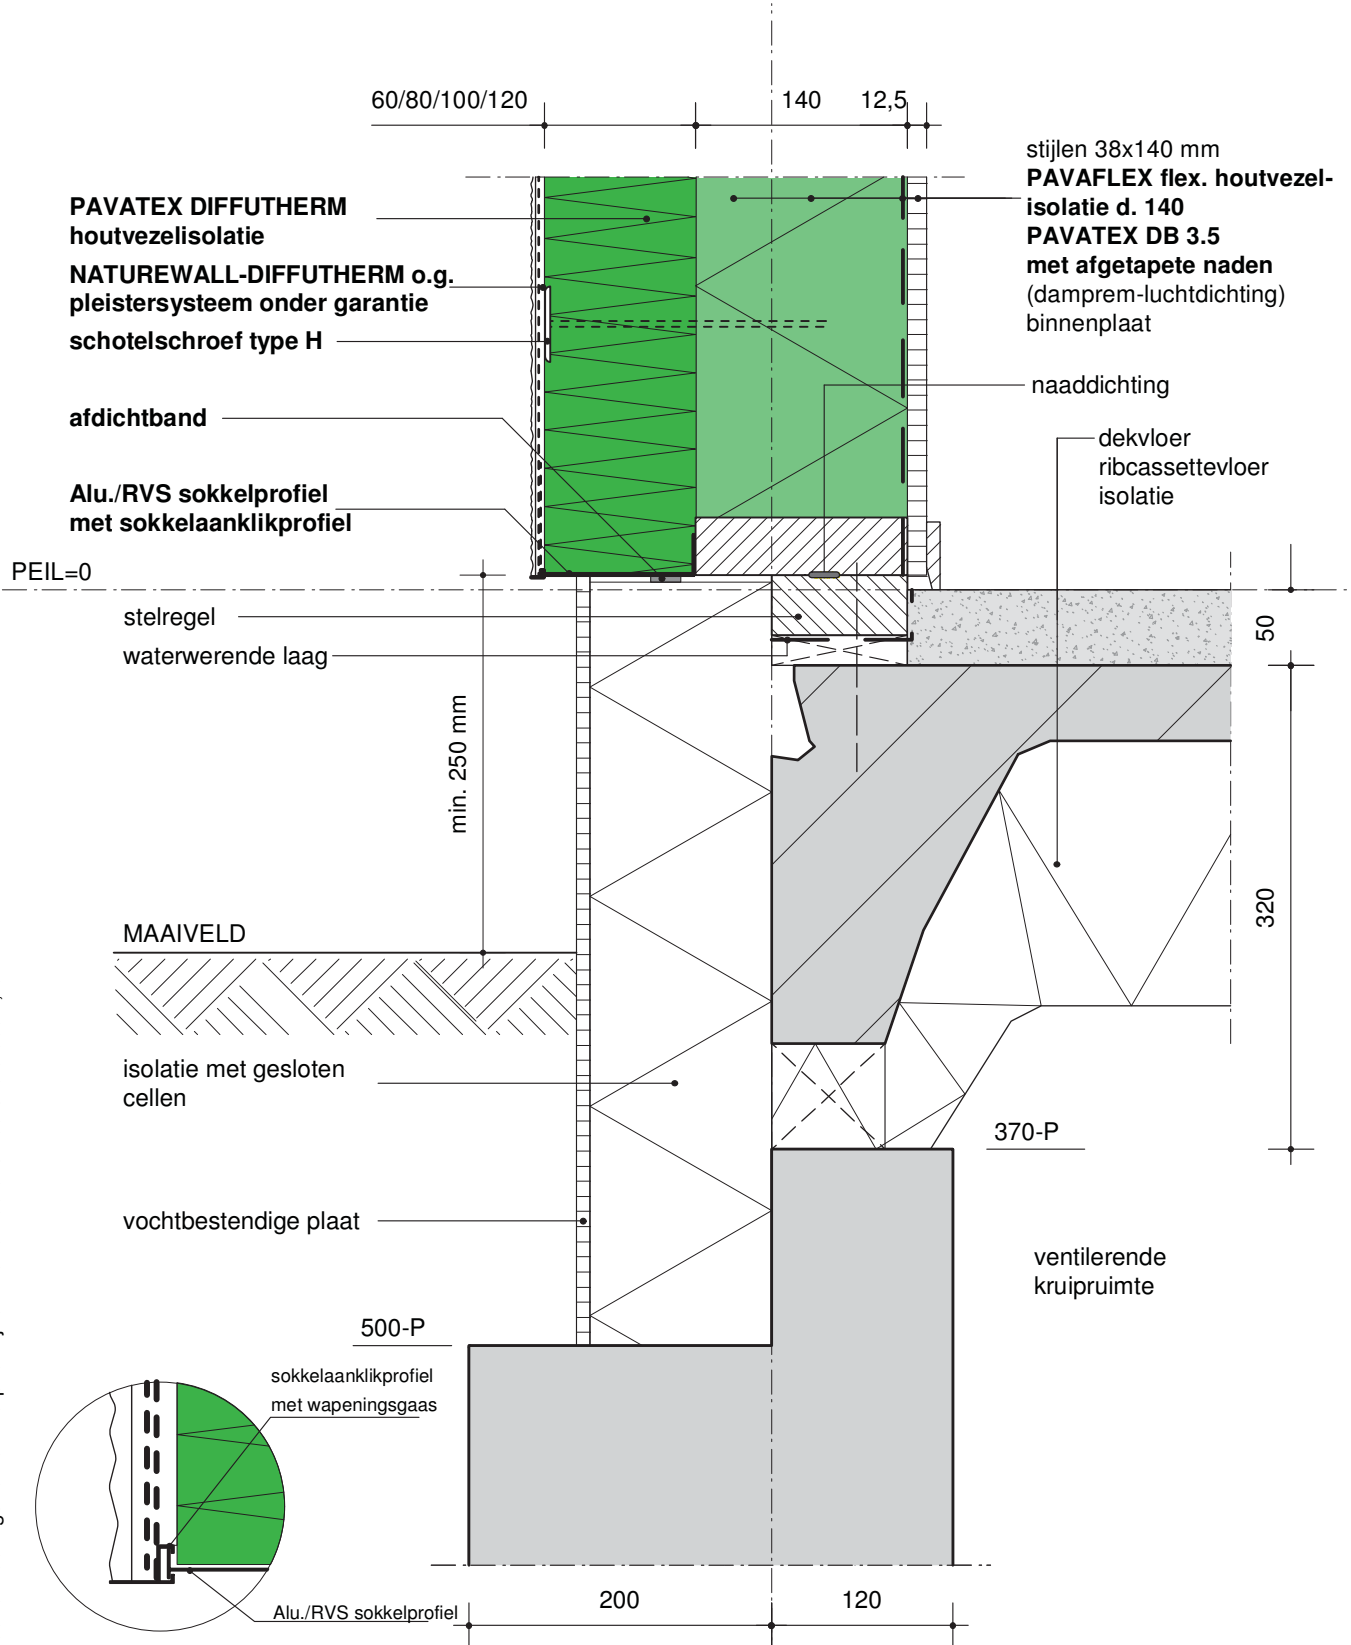 60/80/100/120
140
12,5
PAVATEX DIFFUTHERM
houtvezelisolatie
NATUREWALL-DIFFUTHERM o.g.
pleistersysteem onder garantie
schotelschroef type H
afdichtband
Alu./RVS sokkelprofiel
met sokkelaanklikprofiel
stijlen 38x140 mm
PAVAFLEX flex. houtvezel-
isolatie d. 140
PAVATEX DB 3.5
met afgetapete naden
(damprem-luchtdichting)
binnenplaat
naaddichting
dekvloer
ribcassettevloer
isolatie
PEIL=0
stelregel
waterwerende laag
50
min. 250 mm
320
MAAIVELD
isolatie met gesloten
cellen
370-P
vochtbestendige plaat
ventilerende
kruipruimte
500-P
sokkelaanklikprofiel
met wapeningsgaas
Alu./RVS sokkelprofiel
200
120